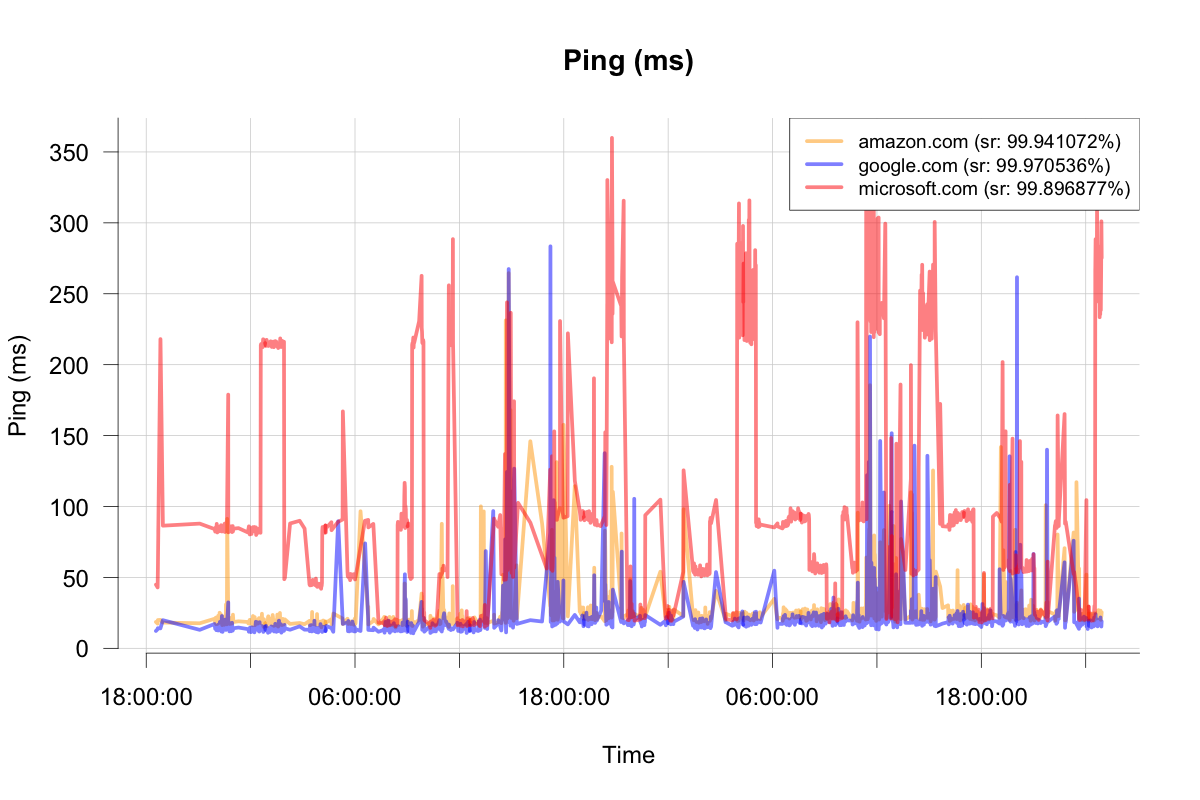 Ping (ms)
amazon.com (sr: 99.941072%)
google.com (sr: 99.970536%)
microsoft.com (sr: 99.896877%)
Ping (ms)
350
300
250
200
150
100
50
0
18:00:00 06:00:00 18:00:00 06:00:00 18:00:00
Time